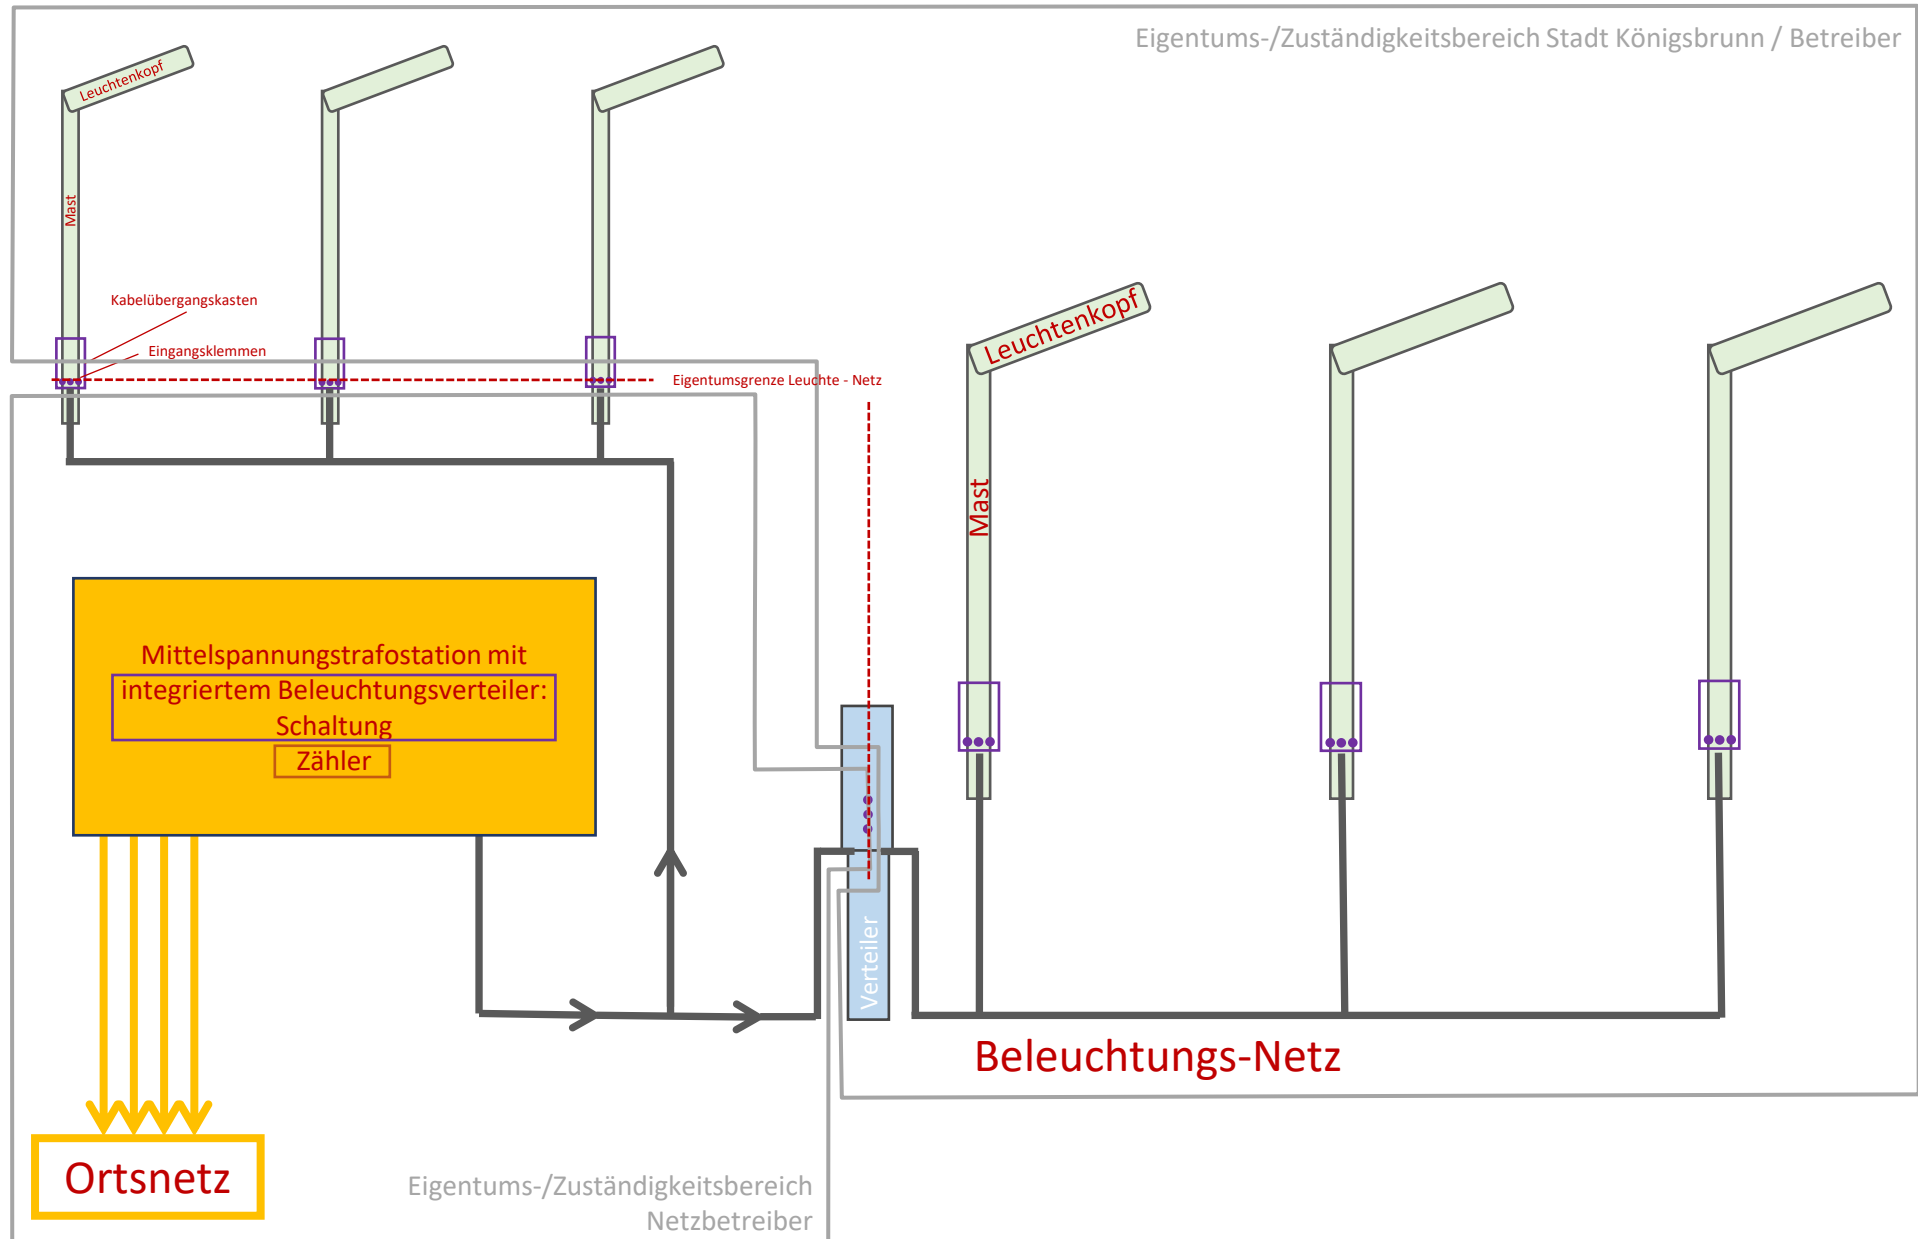 Eigentums-/Zuständigkeitsbereich Stadt Königsbrunn / Betreiber
Leuchtenkopf
Mast
Kabelübergangskasten
Eingangsklemmen
Eigentumsgrenze Leuchte - Netz
Leuchtenkopf
Mast
Mittelspannungstrafostation mit
integriertem Beleuchtungsverteiler:
Schaltung
Zähler
Verteiler
Beleuchtungs-Netz
Ortsnetz
Eigentums-/Zuständigkeitsbereich
Netzbetreiber